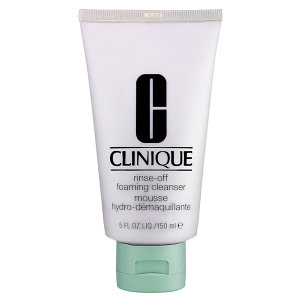 C
CLINIQUE
rinse-off
foaming cleanser
mousse
hydro-démaquillante
5 FL.OZ.LIQ./150 ml ℮